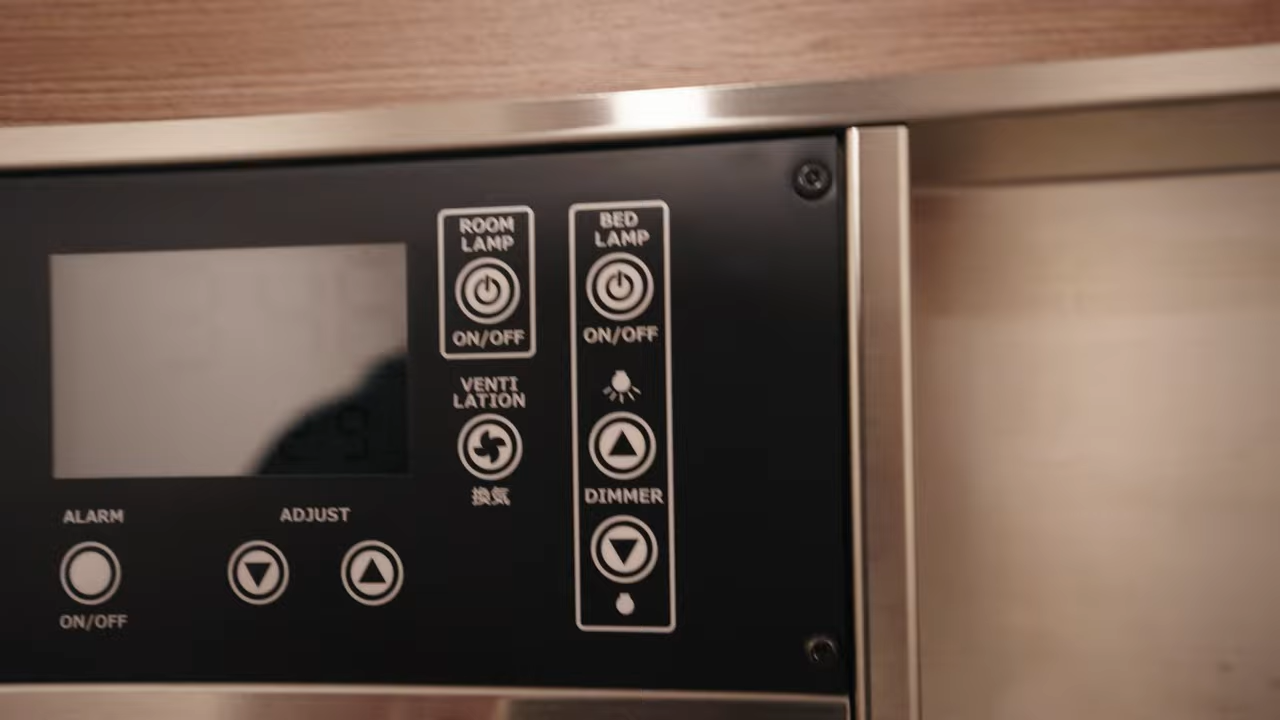 ROOM
LAMP
ON/OFF
VENTI
LATION
換気
BED
LAMP
ON/OFF
DIMMER
ALARM
ON/OFF
ADJUST